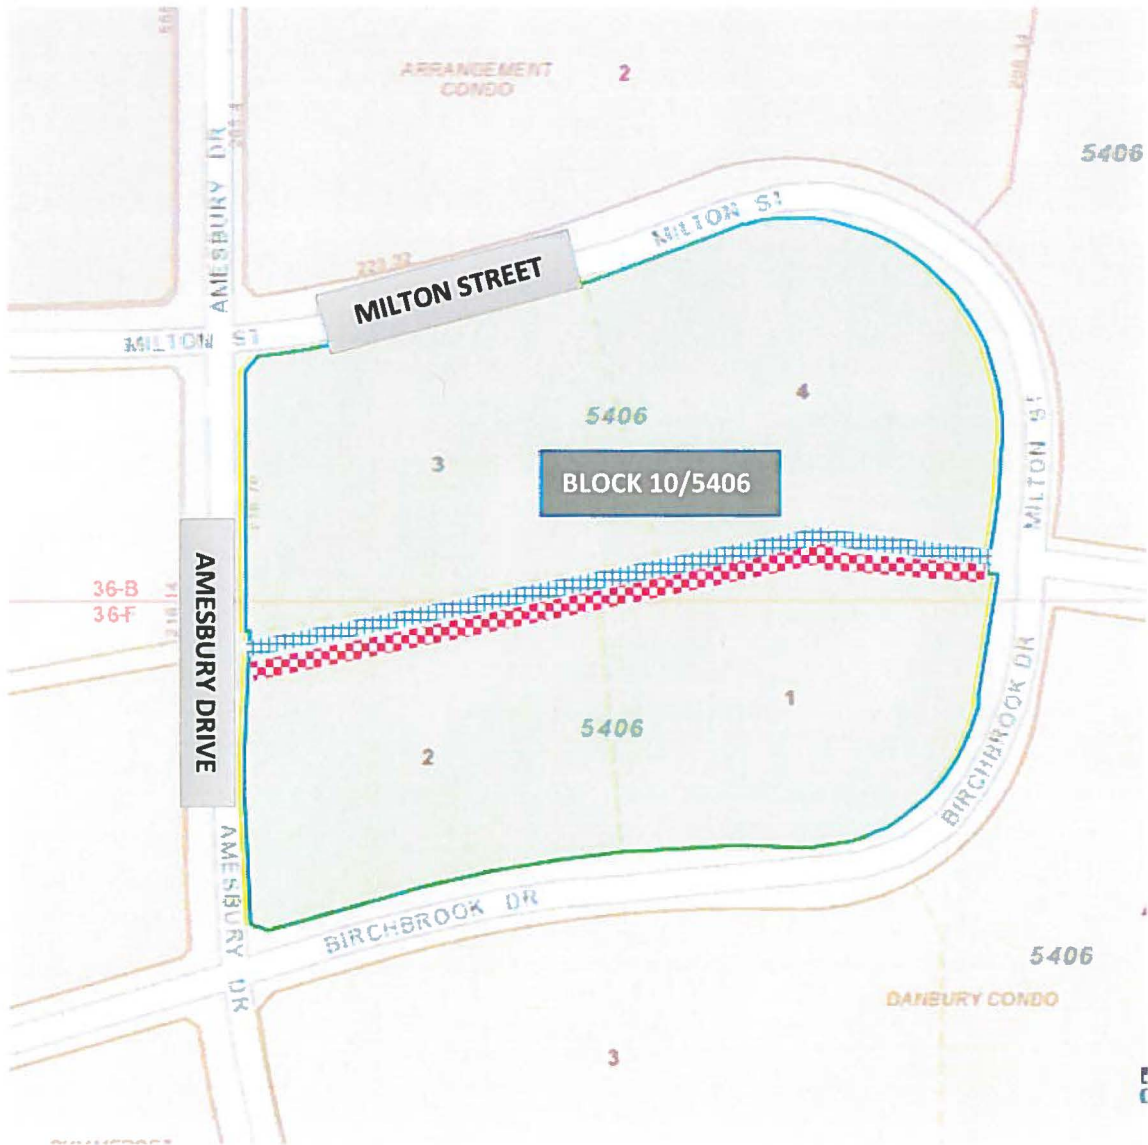 ARRANGEMENT
CONDO
2
5406
AMESBURY DR
MILTON ST
MILTON STREET
MILTON ST
5406
4
3
BLOCK 10/5406
MILTON ST
36-B
36-F
AMESBURY DRIVE
1
5406
2
BIRCHBROOK DR
AMESBURY DR
BIRCHBROOK DR
5406
DANBURY CONDO
3